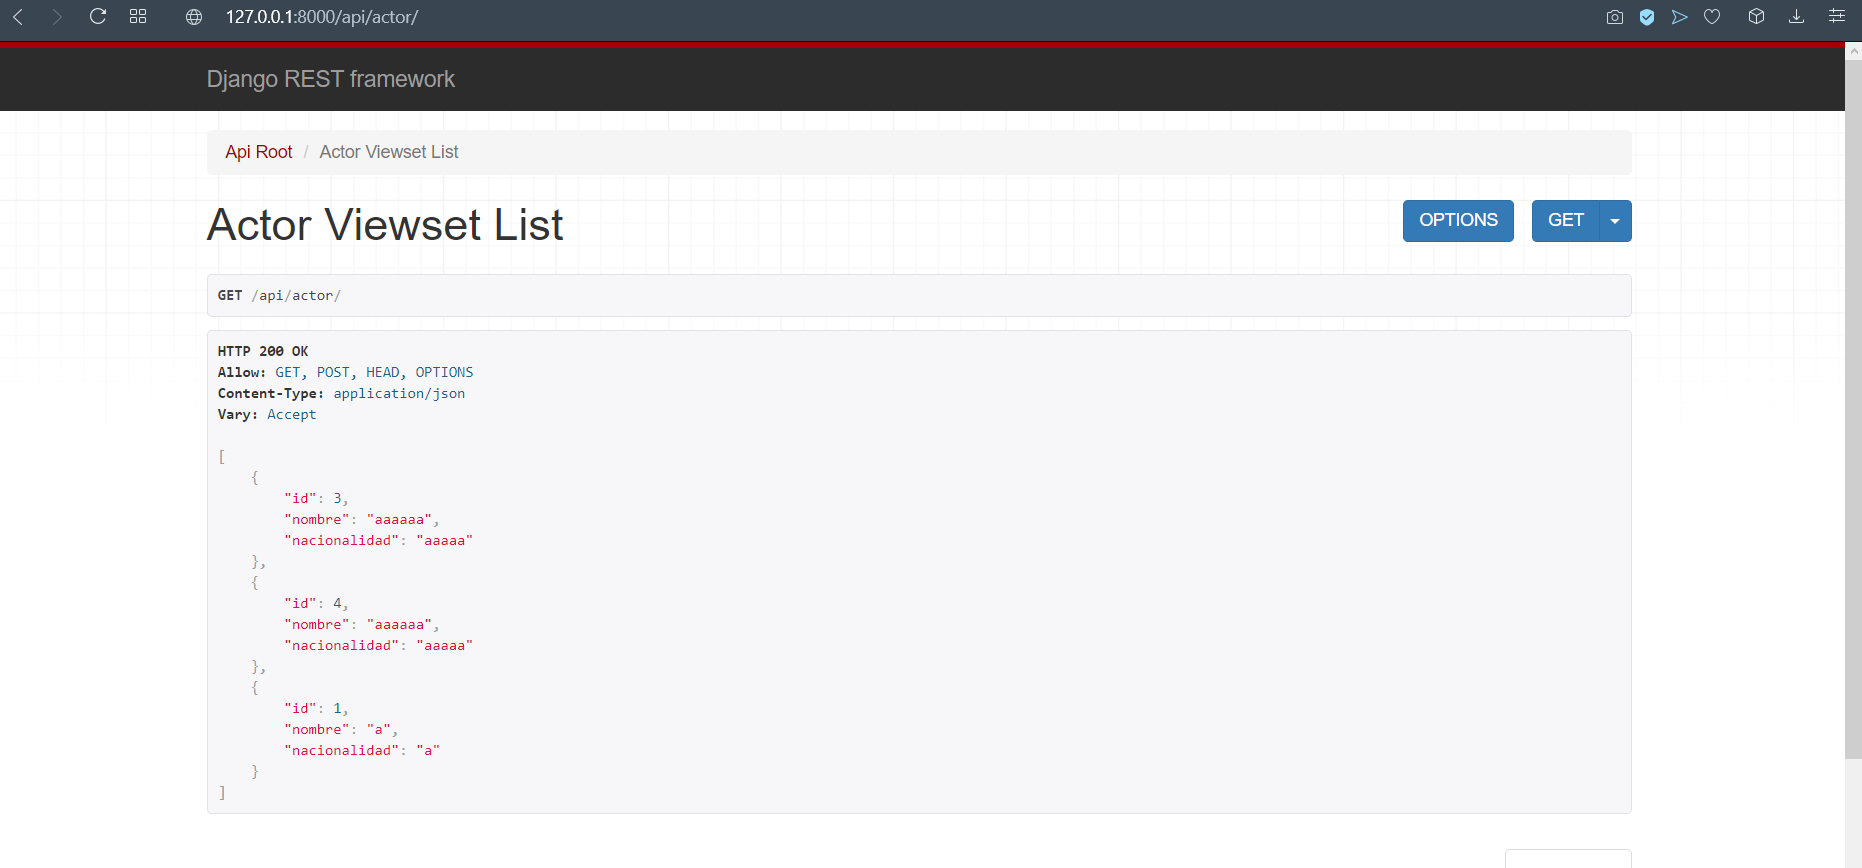 127.0.0.1:8000/api/actor/
Django REST framework
Api Root / Actor Viewset List
Actor Viewset List
OPTIONS
GET
GET /api/actor/
HTTP 200 OK
Allow: GET, POST, HEAD, OPTIONS
Content-Type: application/json
Vary: Accept
[
    {
        "id": 3,
        "nombre": "aaaaaa",
        "nacionalidad": "aaaaa"
    },
    {
        "id": 4,
        "nombre": "aaaaaa",
        "nacionalidad": "aaaaa"
    },
    {
        "id": 1,
        "nombre": "a",
        "nacionalidad": "a"
    }
]